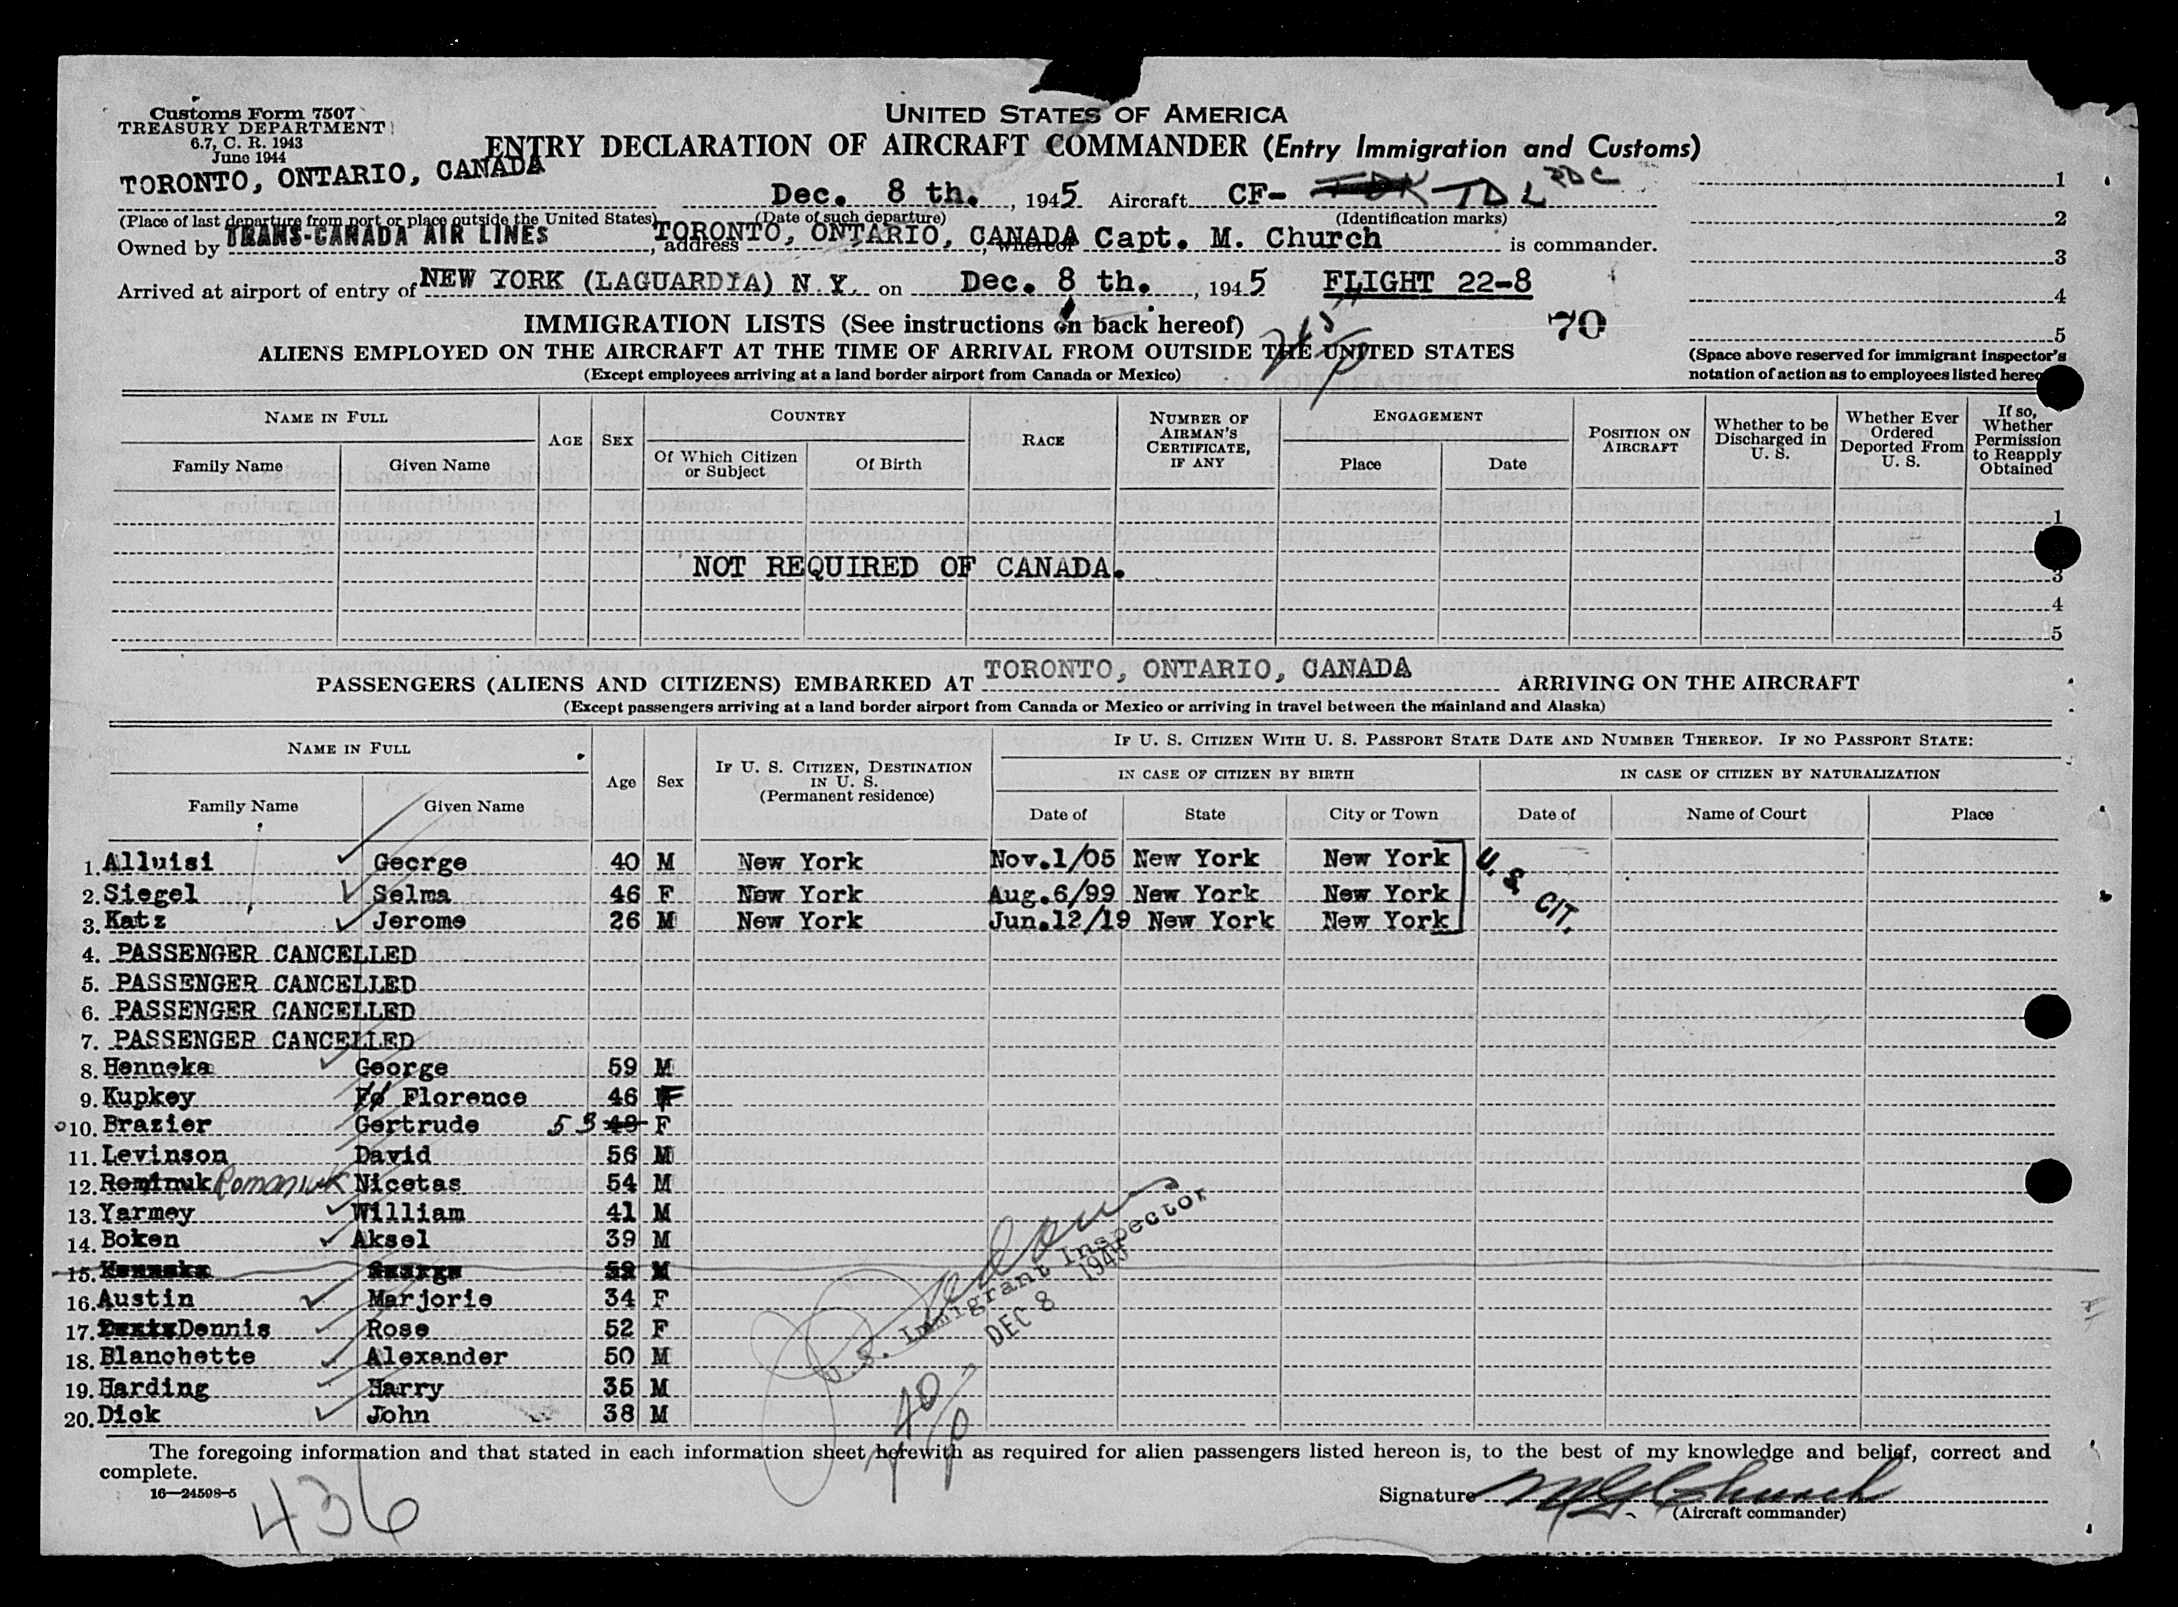 Customs Form 7507
TREASURY DEPARTMENT
6.7, C. R. 1943
June 1944
UNITED STATES OF AMERICA
ENTRY DECLARATION OF AIRCRAFT COMMANDER (Entry Immigration and Customs)
TORONTO, ONTARIO, CANADA Dec. 8 th. , 1945 Aircraft CF- TDL
(Place of last departure from port or place outside the United States) (Date of such departure) (Identification marks)
Owned by TRANS-CANADA AIR LINES , address TORONTO, ONTARIO, CANADA , whereof Capt. M. Church is commander.
Arrived at airport of entry of NEW YORK (LAGUARDIA) N.Y. on Dec. 8 th. , 1945 FLIGHT 22-8
1
2
3
4
5
(Space above reserved for immigrant inspector's
notation of action as to employees listed hereon)
IMMIGRATION LISTS (See instructions on back hereof) 70
ALIENS EMPLOYED ON THE AIRCRAFT AT THE TIME OF ARRIVAL FROM OUTSIDE THE UNITED STATES
(Except employees arriving at a land border airport from Canada or Mexico)
NAME IN FULL AGE SEX COUNTRY RACE NUMBER OF AIRMAN'S CERTIFICATE, IF ANY ENGAGEMENT POSITION ON AIRCRAFT Whether to be Discharged in U. S. Whether Ever Ordered Deported From U. S. If so, Whether Permission to Reapply Obtained
Family Name Given Name Of Which Citizen or Subject Of Birth Place Date
1
NOT REQUIRED OF CANADA.
3
4
5
PASSENGERS (ALIENS AND CITIZENS) EMBARKED AT TORONTO, ONTARIO, CANADA ARRIVING ON THE AIRCRAFT
(Except passengers arriving at a land border airport from Canada or Mexico or arriving in travel between the mainland and Alaska)
NAME IN FULL Age Sex IF U. S. CITIZEN, DESTINATION IN U. S. (Permanent residence) IF U. S. CITIZEN WITH U. S. PASSPORT STATE DATE AND NUMBER THEREOF. IF NO PASSPORT STATE:
IN CASE OF CITIZEN BY BIRTH IN CASE OF CITIZEN BY NATURALIZATION
Family Name Given Name Date of State City or Town Date of Name of Court Place
1. Alluisi George 40 M New York Nov.1/05 New York New York
2. Siegel Selma 46 F New York Aug.6/99 New York New York
3. Katz Jerome 26 M New York Jun.12/19 New York New York
U. S. CIT.
4. PASSENGER CANCELLED
5. PASSENGER CANCELLED
6. PASSENGER CANCELLED
7. PASSENGER CANCELLED
8. Henneka George 59 M
9. Kupkey Florence 46 F
10. Brazier Gertrude 53 48 F
11. Levinson David 56 M
12. Reminuk Romaniuk Nicetas 54 M
13. Yarmey William 41 M
14. Boken Aksel 39 M
15. Henneka George 59 M
16. Austin Marjorie 34 F
17. Dennis Rose 52 F
18. Blanchette Alexander 50 M
19. Harding Harry 35 M
20. Dick John 38 M
U. S. Immigrant Inspector
DEC 8 1945
The foregoing information and that stated in each information sheet herewith as required for alien passengers listed hereon is, to the best of my knowledge and belief, correct and
complete.
16—24598-5
436
Signature M G Church
(Aircraft commander)